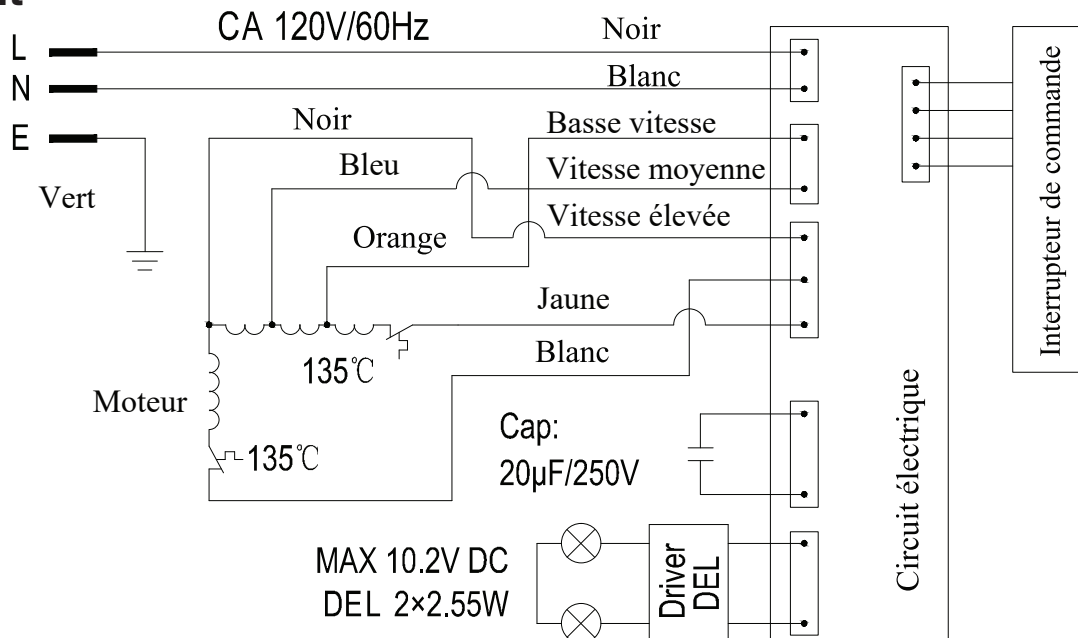 CA 120V/60Hz
L
N
E
Vert
Noir
Blanc
Noir
Bleu
Orange
Basse vitesse
Vitesse moyenne
Vitesse élevée
Jaune
Blanc
135℃
Moteur
135℃
Cap:
20µF/250V
MAX 10.2V DC
DEL 2×2.55W
Driver
DEL
Circuit électrique
Interrupteur de commande